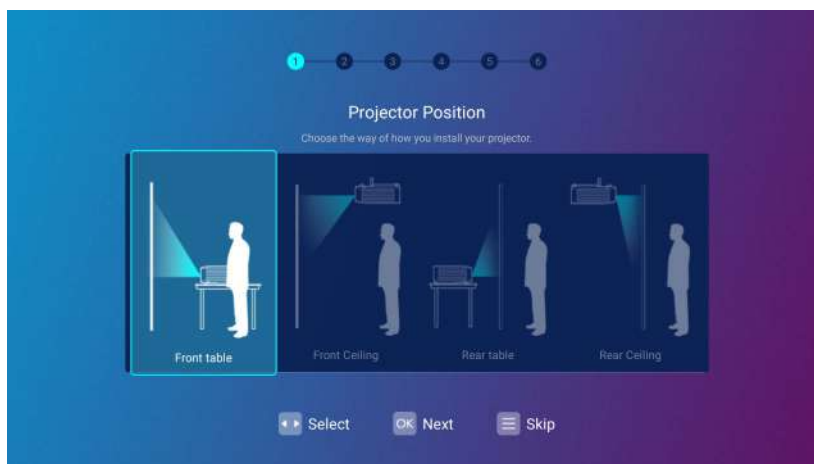 1 2 3 4 5 6
Projector Position
Choose the way of how you install your projector.
Front table Front Ceiling Rear table Rear Ceiling
Select OK Next Skip